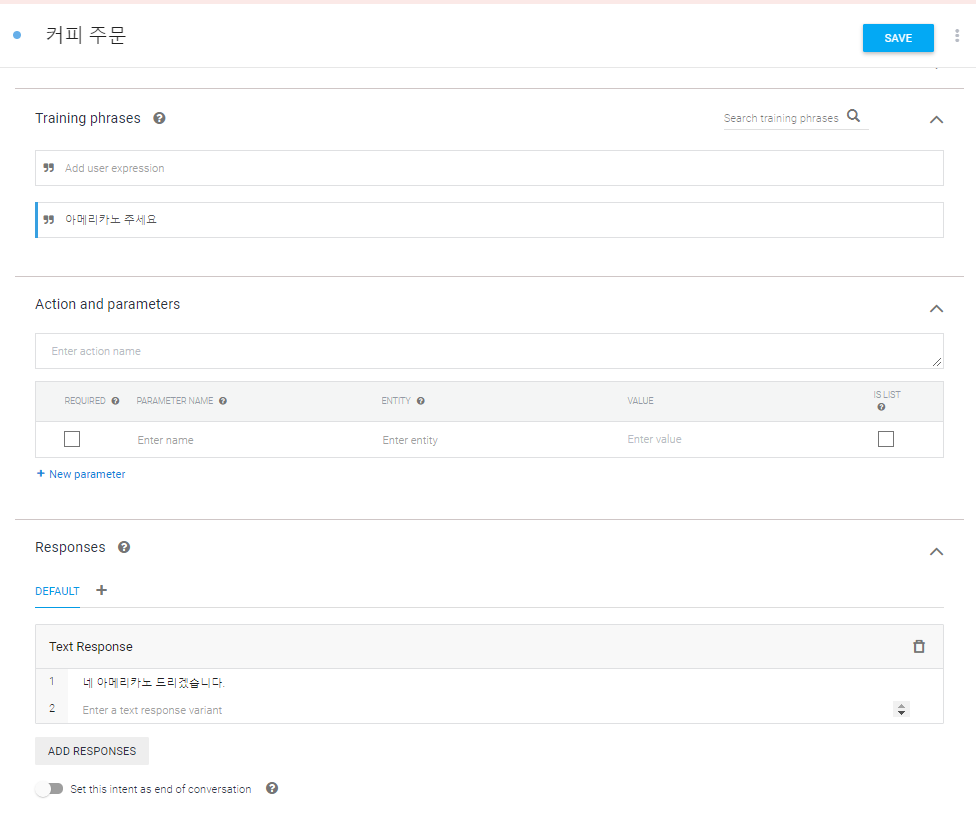 커피 주문
SAVE
Training phrases
Search training phrases
Add user expression
아메리카노 주세요
Action and parameters
Enter action name
REQUIRED PARAMETER NAME ENTITY VALUE IS LIST
Enter name Enter entity Enter value
+ New parameter
Responses
DEFAULT +
Text Response
1 네 아메리카노 드리겠습니다.
2 Enter a text response variant
ADD RESPONSES
Set this intent as end of conversation